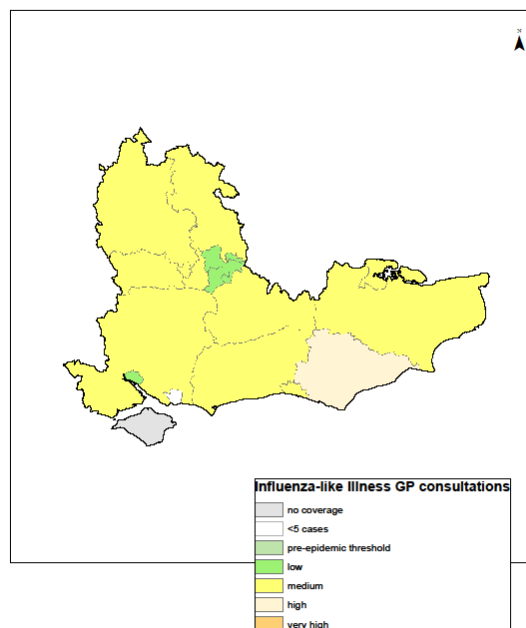 N
Influenza-like Illness GP consultations
no coverage
<5 cases
pre-epidemic threshold
low
medium
high
very high